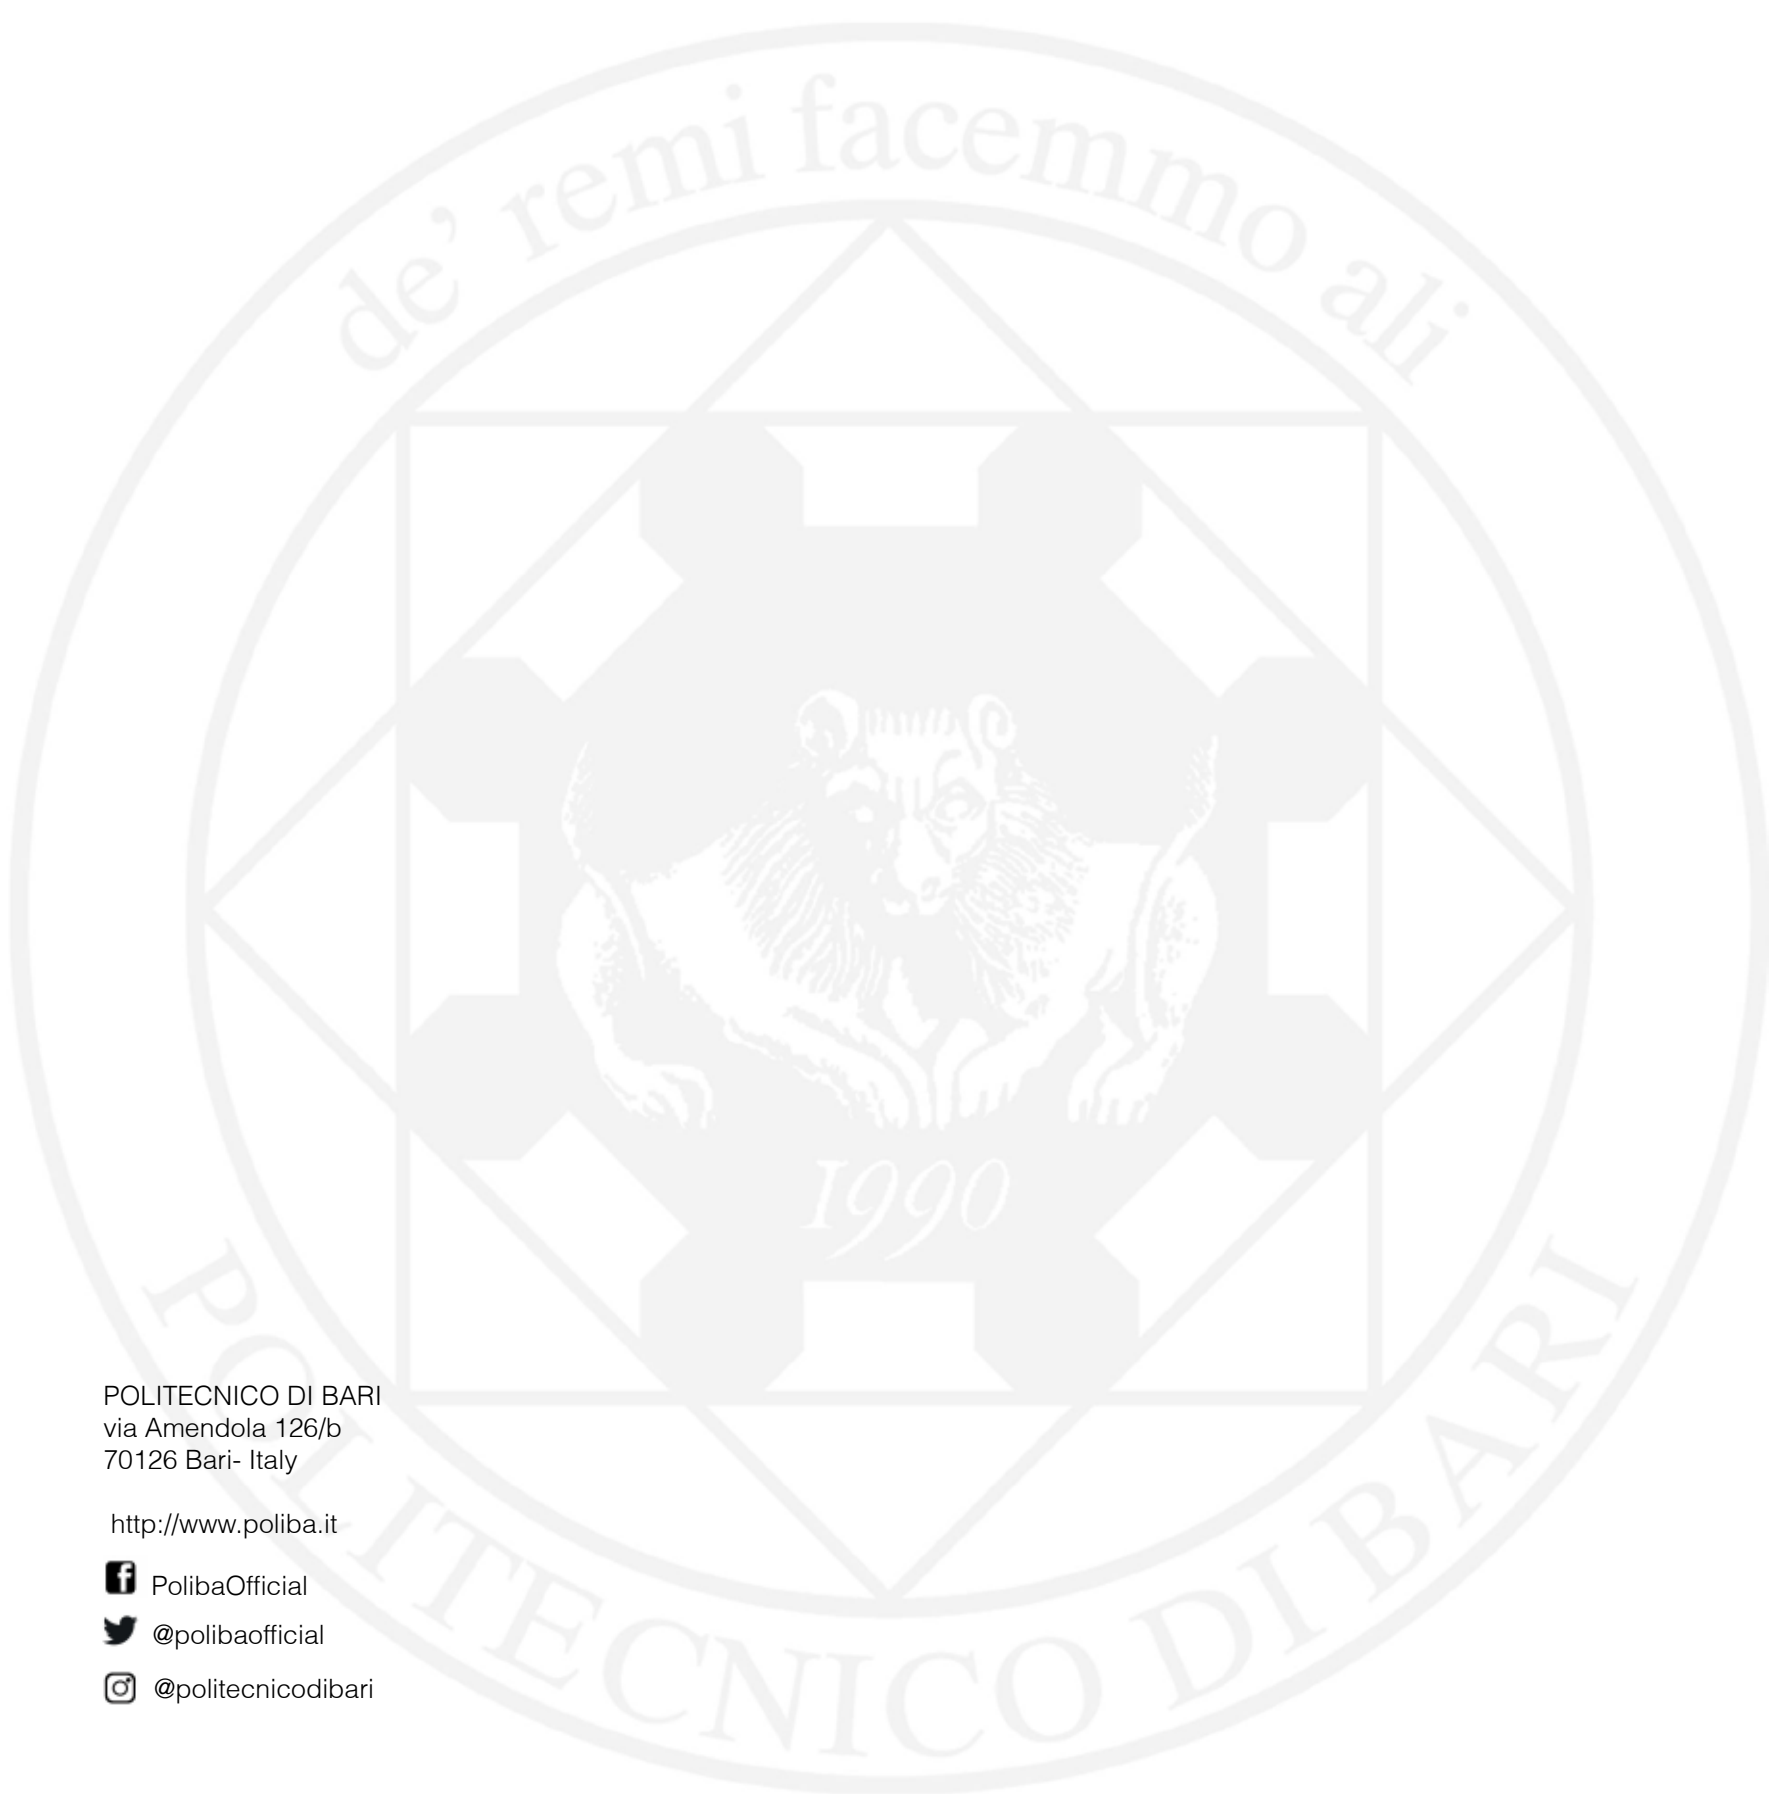 de’ remi facemmo ali
1990
POLITECNICO DI BARI
POLITECNICO DI BARI
via Amendola 126/b
70126 Bari- Italy
http://www.poliba.it
PolibaOfficial
@polibaofficial
@politecnicodibari